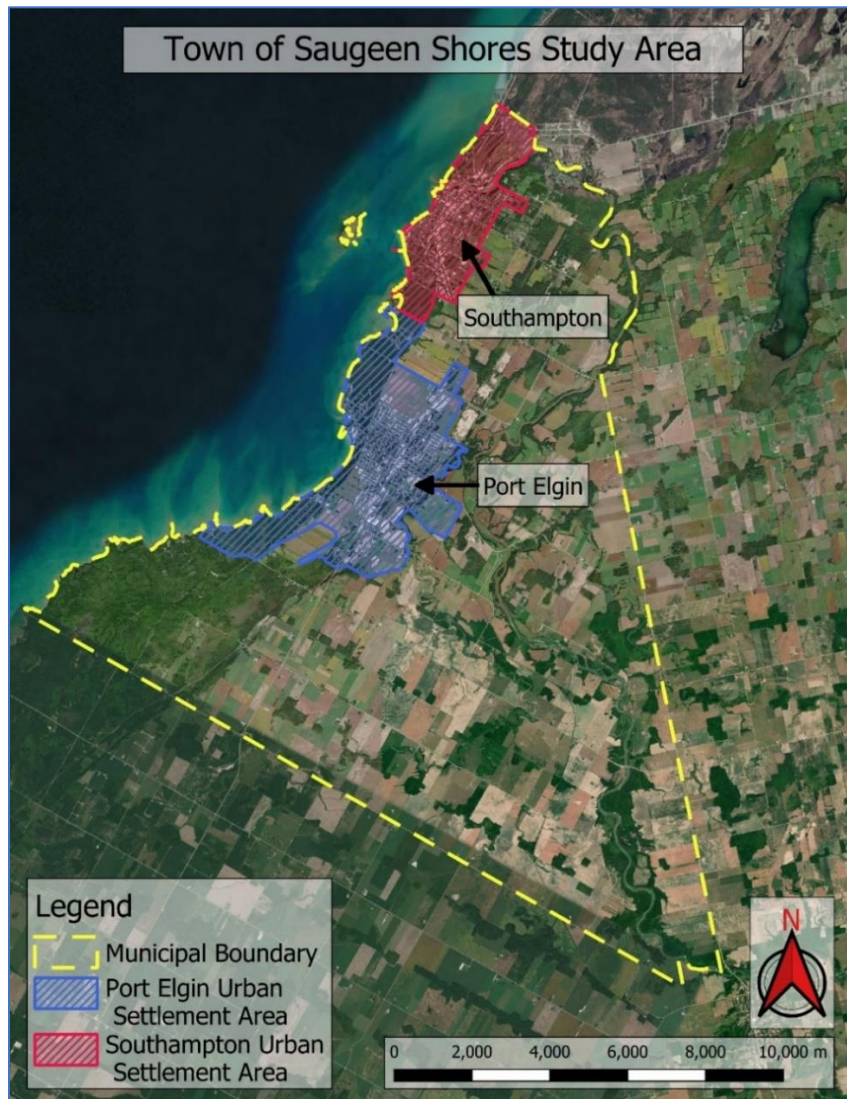 Town of Saugeen Shores Study Area
Southampton
Port Elgin
Legend
Municipal Boundary
Port Elgin Urban
Settlement Area
Southampton Urban
Settlement Area
N
0 2,000 4,000 6,000 8,000 10,000 m